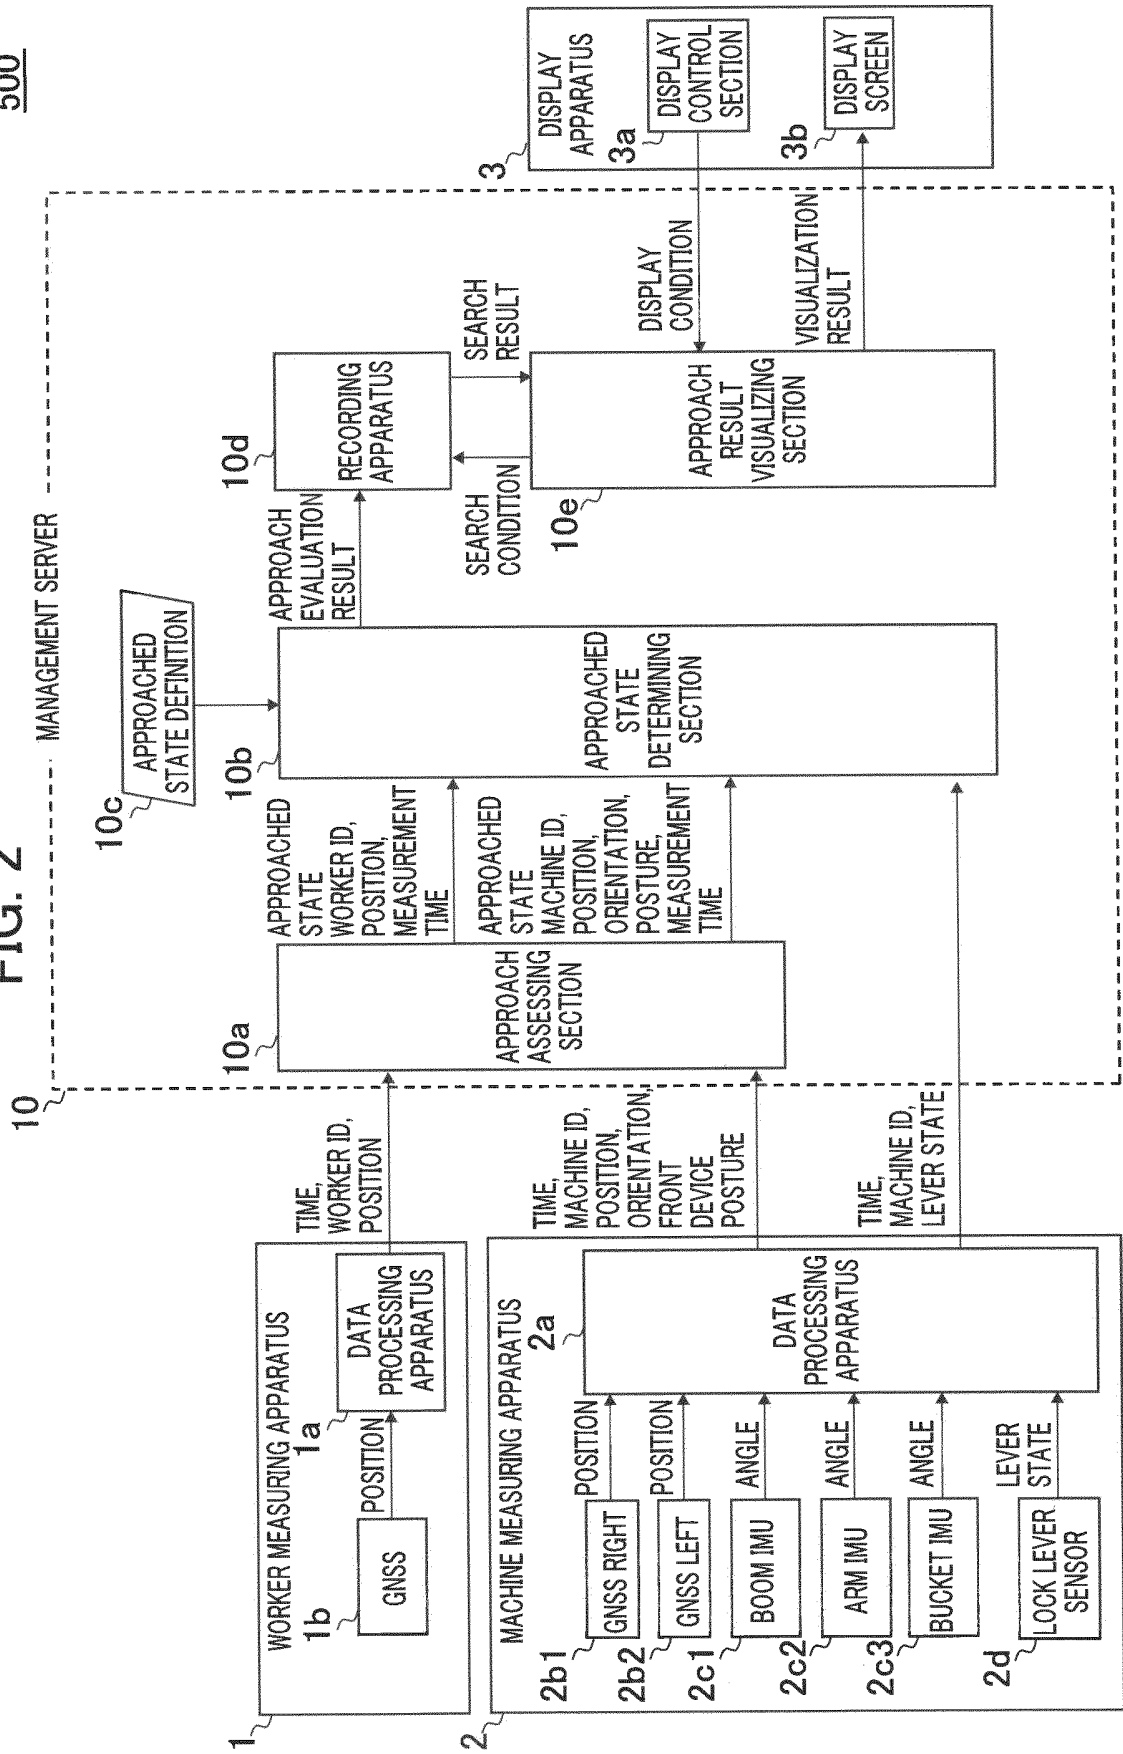 500
FIG. 2
10
MANAGEMENT SERVER
1
WORKER MEASURING APPARATUS
1b
GNSS
POSITION
1a
DATA
PROCESSING
APPARATUS
TIME,
WORKER ID,
POSITION
2
MACHINE MEASURING APPARATUS
2b1
GNSS RIGHT
POSITION
2b2
GNSS LEFT
POSITION
2c1
BOOM IMU
ANGLE
2c2
ARM IMU
ANGLE
2c3
BUCKET IMU
ANGLE
2d
LOCK LEVER
SENSOR
LEVER
STATE
2a
DATA
PROCESSING
APPARATUS
TIME,
MACHINE ID,
POSITION,
ORIENTATION,
FRONT
DEVICE
POSTURE
TIME,
MACHINE ID,
LEVER STATE
10a
APPROACH
ASSESSING
SECTION
APPROACHED
STATE
WORKER ID,
POSITION,
MEASUREMENT
TIME
APPROACHED
STATE
MACHINE ID,
POSITION,
ORIENTATION,
POSTURE,
MEASUREMENT
TIME
10c
APPROACHED
STATE DEFINITION
10b
APPROACHED
STATE
DETERMINING
SECTION
APPROACH
EVALUATION
RESULT
10d
RECORDING
APPARATUS
SEARCH
CONDITION
SEARCH
RESULT
10e
APPROACH
RESULT
VISUALIZING
SECTION
DISPLAY
CONDITION
VISUALIZATION
RESULT
3
DISPLAY
APPARATUS
3a
DISPLAY
CONTROL
SECTION
3b
DISPLAY
SCREEN